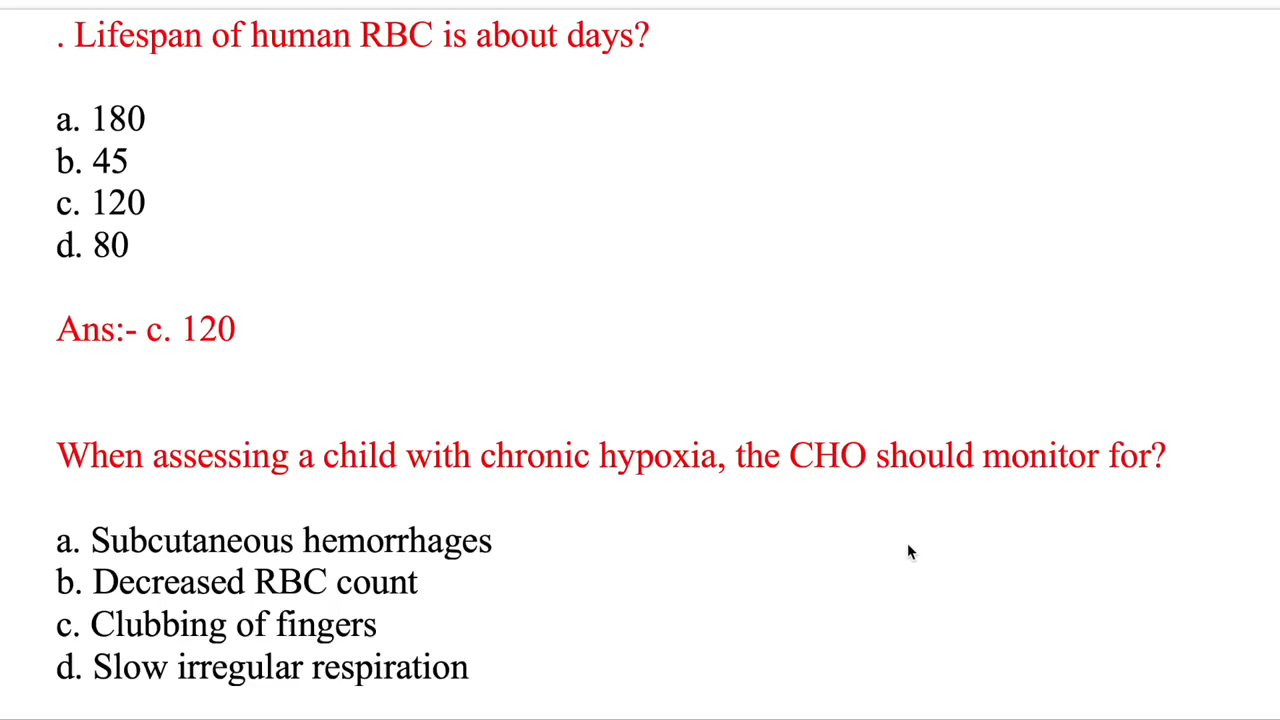 . Lifespan of human RBC is about days?
a. 180
b. 45
c. 120
d. 80
Ans:- c. 120
When assessing a child with chronic hypoxia, the CHO should monitor for?
a. Subcutaneous hemorrhages
b. Decreased RBC count
c. Clubbing of fingers
d. Slow irregular respiration